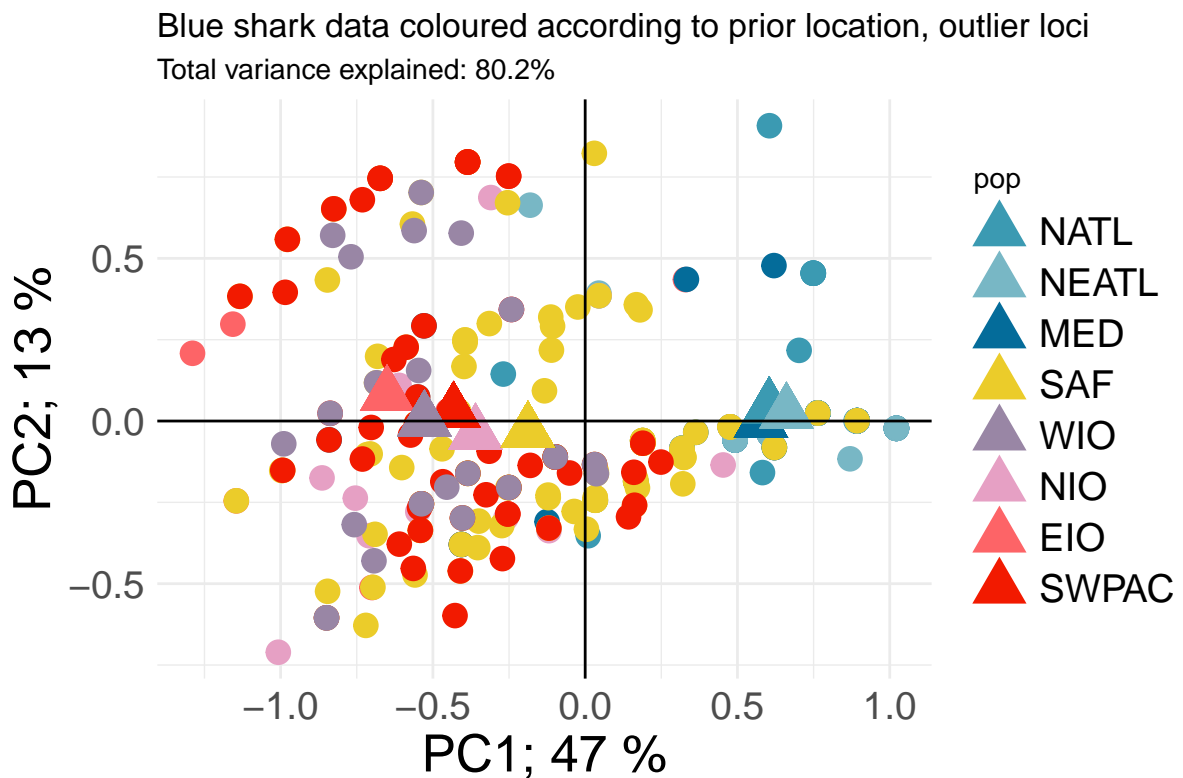 Blue shark data coloured according to prior location, outlier loci
Total variance explained: 80.2%
PC2; 13 %
0.5
0.0
−0.5
−1.0 −0.5 0.0 0.5 1.0
PC1; 47 %
pop
NATL
NEATL
MED
SAF
WIO
NIO
EIO
SWPAC